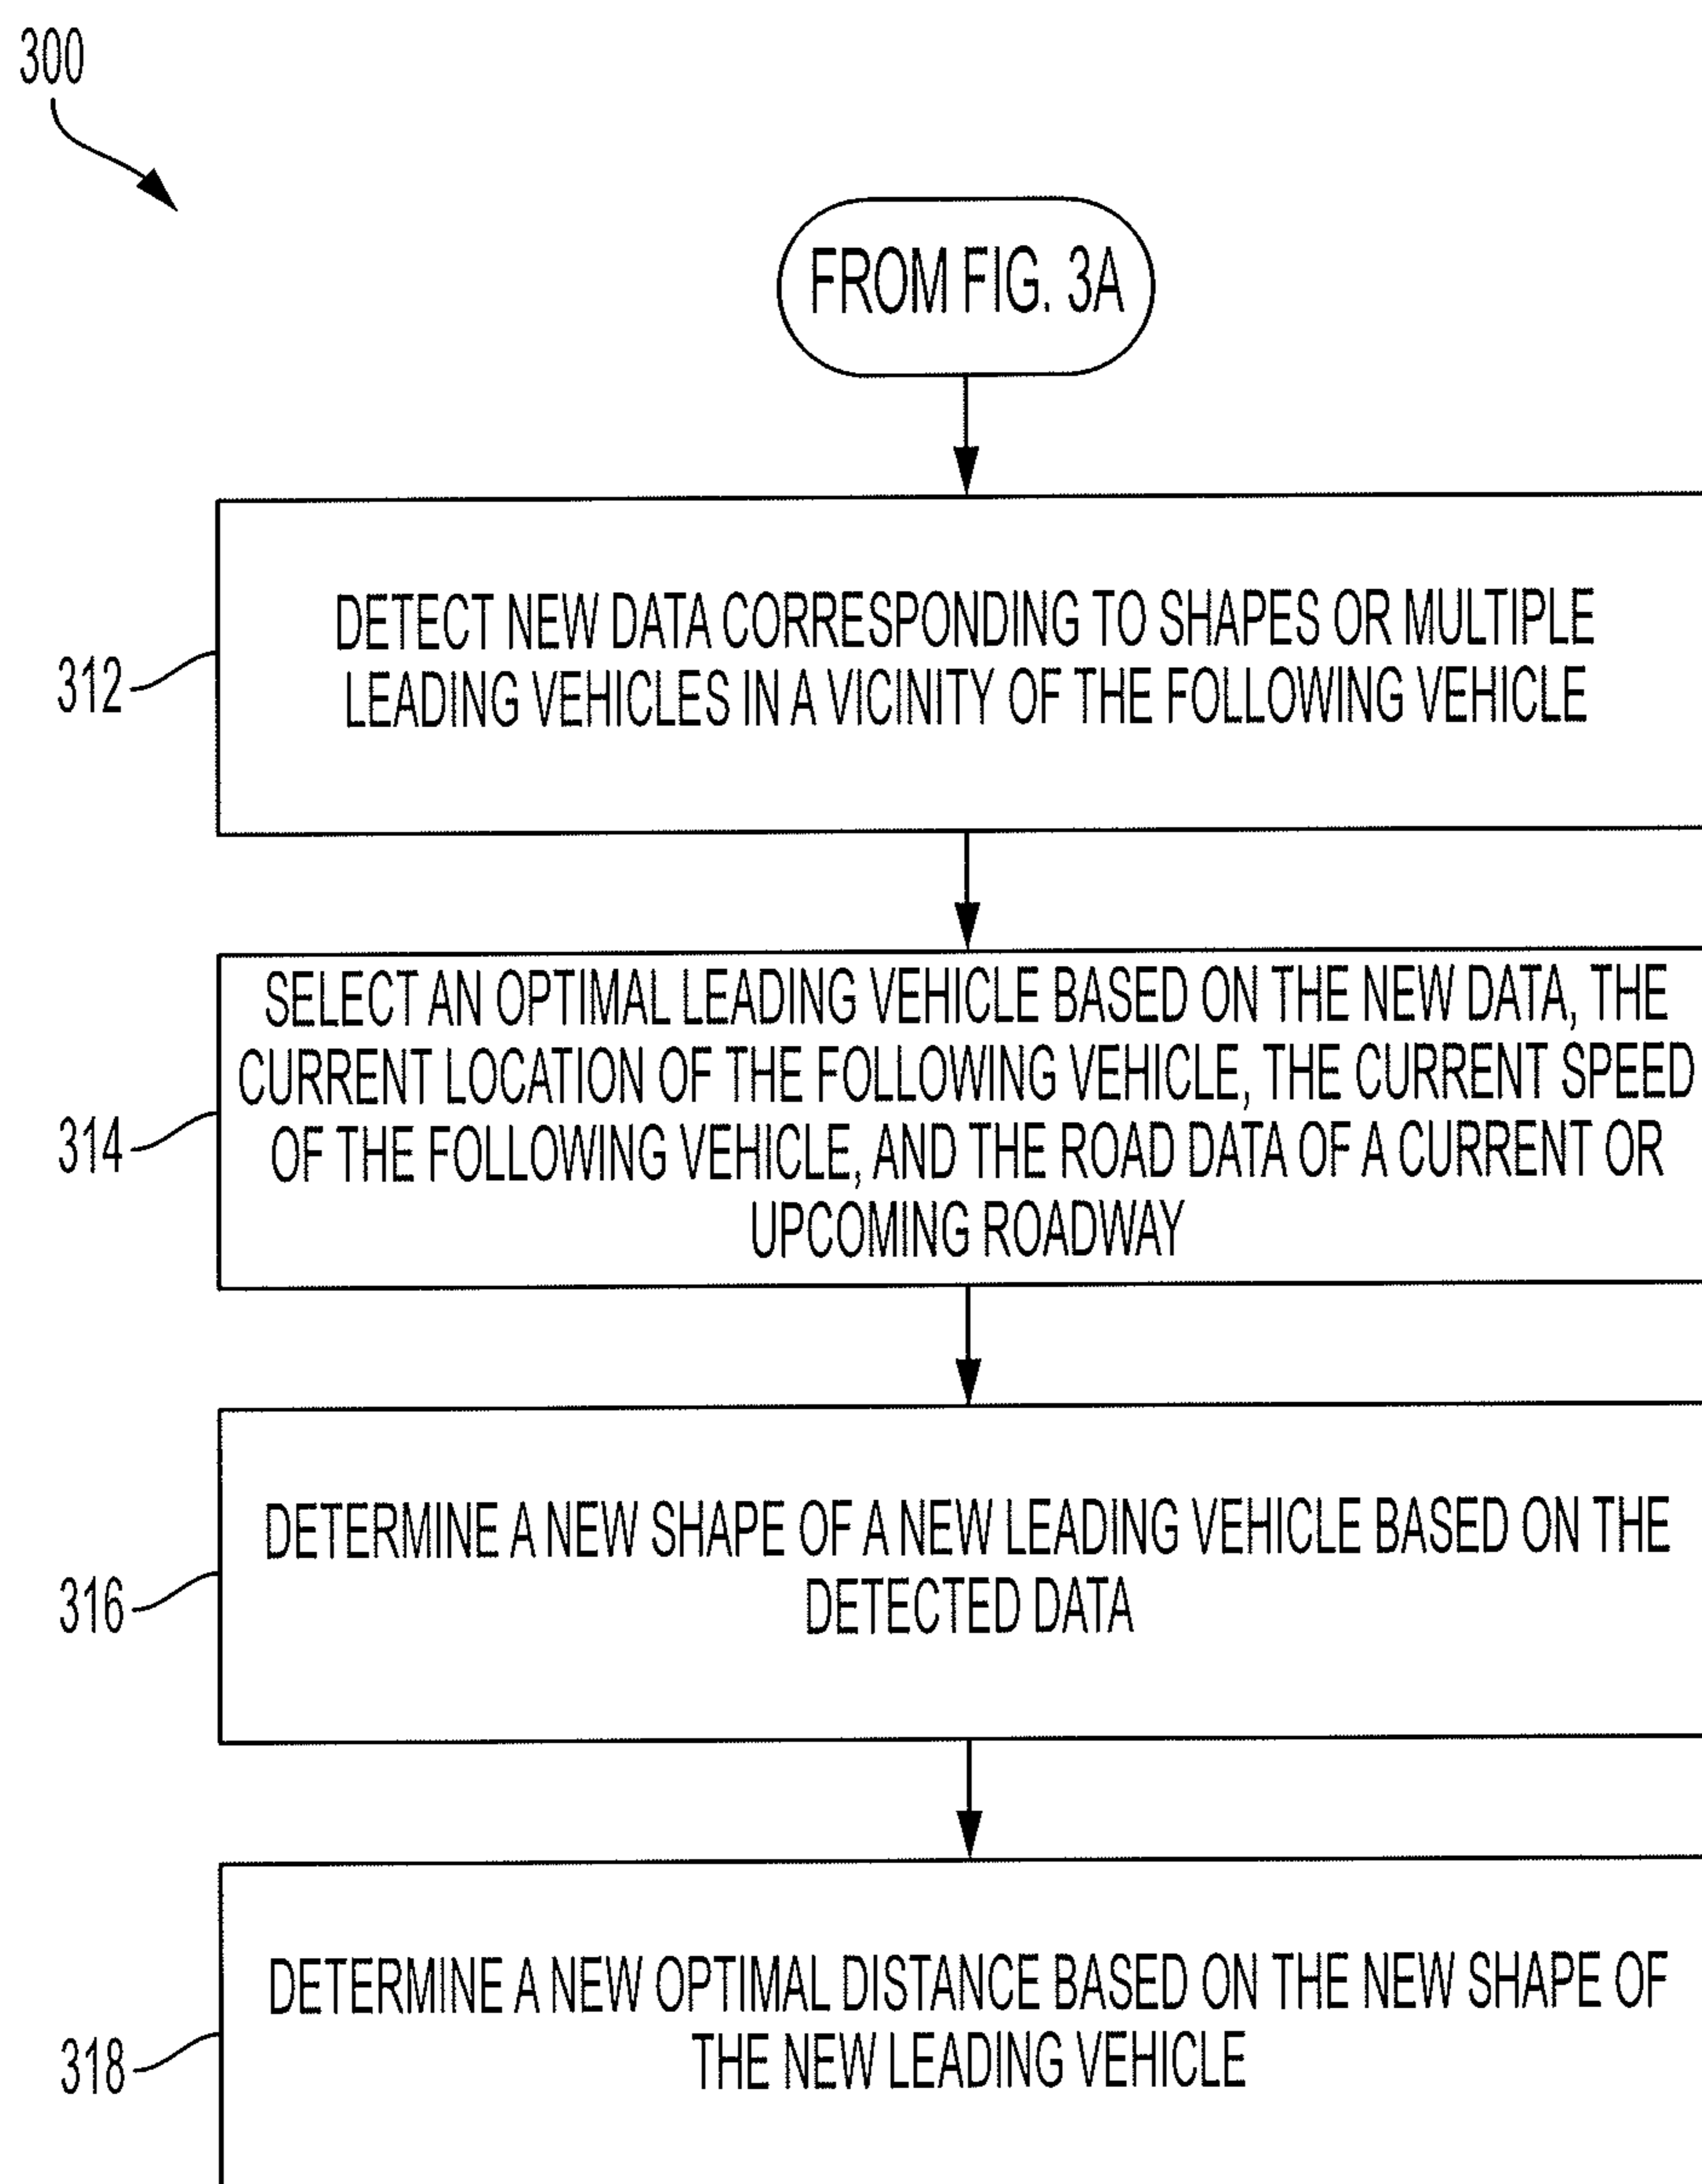 300
FROM FIG. 3A
DETECT NEW DATA CORRESPONDING TO SHAPES OR MULTIPLE
LEADING VEHICLES IN A VICINITY OF THE FOLLOWING VEHICLE
312
SELECT AN OPTIMAL LEADING VEHICLE BASED ON THE NEW DATA, THE
CURRENT LOCATION OF THE FOLLOWING VEHICLE, THE CURRENT SPEED
OF THE FOLLOWING VEHICLE, AND THE ROAD DATA OF A CURRENT OR
UPCOMING ROADWAY
314
DETERMINE A NEW SHAPE OF A NEW LEADING VEHICLE BASED ON THE
DETECTED DATA
316
DETERMINE A NEW OPTIMAL DISTANCE BASED ON THE NEW SHAPE OF
THE NEW LEADING VEHICLE
318